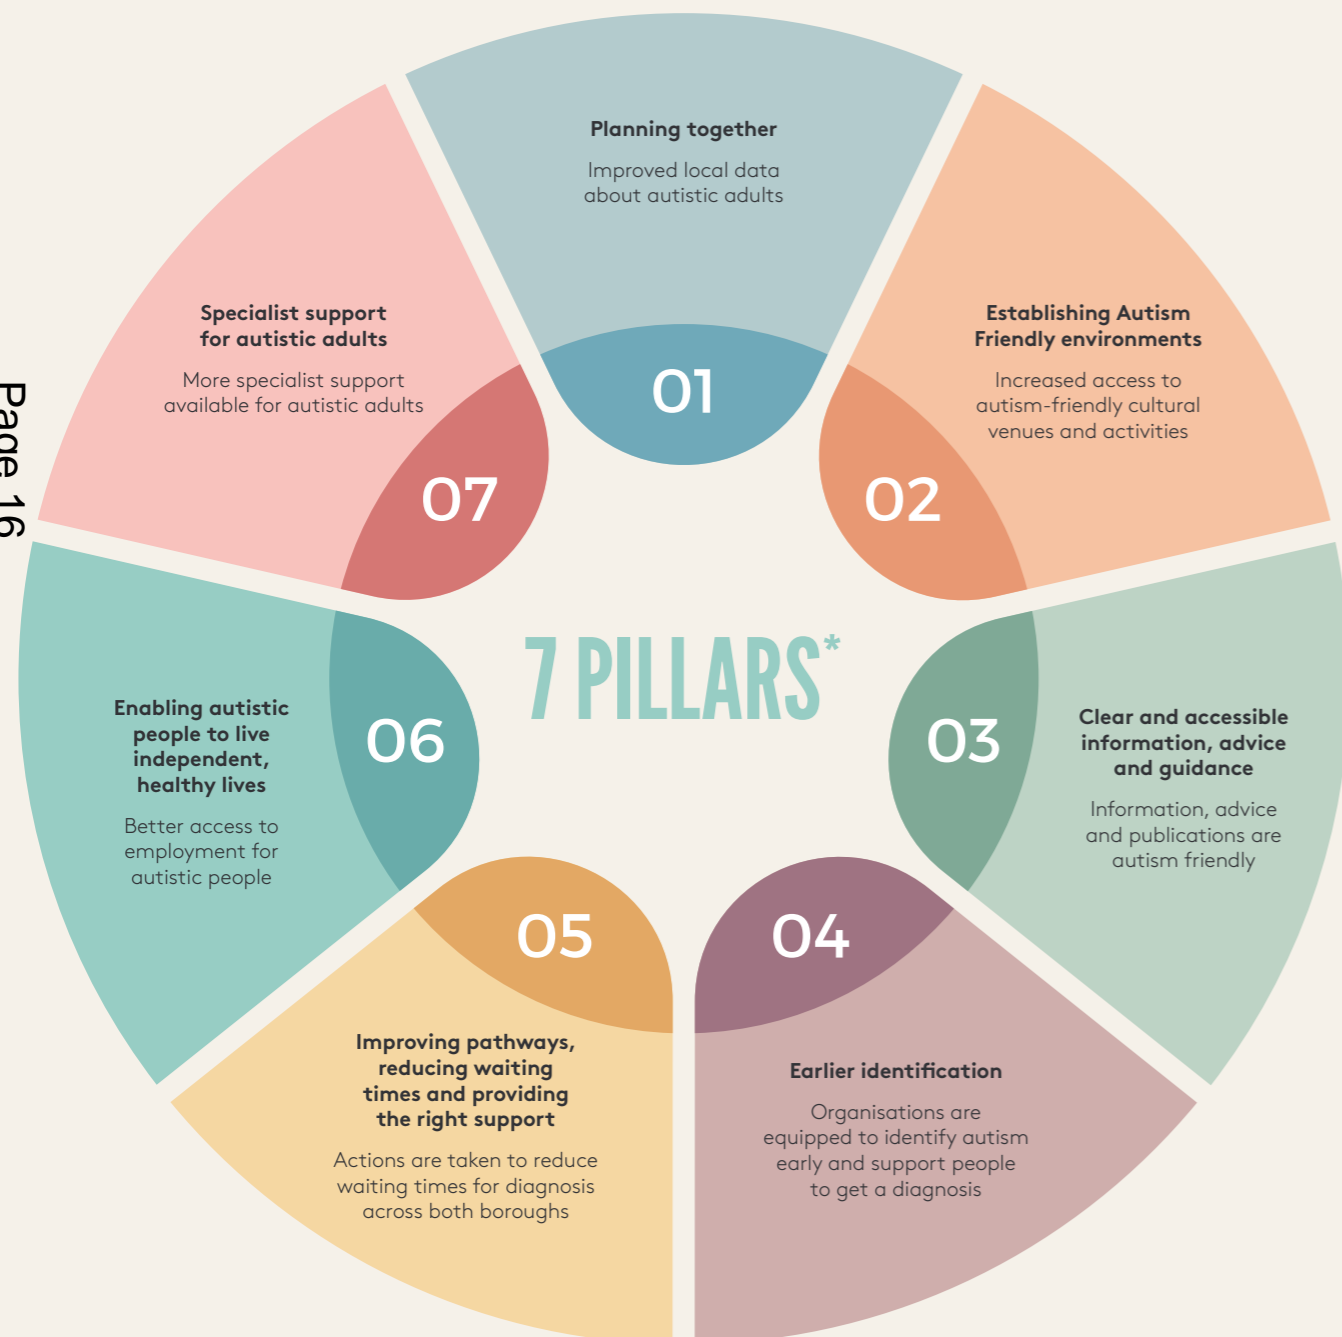 Planning together
Improved local data
about autistic adults
01
Establishing Autism
Friendly environments
Increased access to
autism-friendly cultural
venues and activities
02
Clear and accessible
information, advice
and guidance
Information, advice
and publications are
autism friendly
03
Earlier identification
Organisations are
equipped to identify autism
early and support people
to get a diagnosis
04
Improving pathways,
reducing waiting
times and providing
the right support
Actions are taken to reduce
waiting times for diagnosis
across both boroughs
05
Enabling autistic
people to live
independent,
healthy lives
Better access to
employment for
autistic people
06
Specialist support
for autistic adults
More specialist support
available for autistic adults
07
7 PILLARS*
Page 16